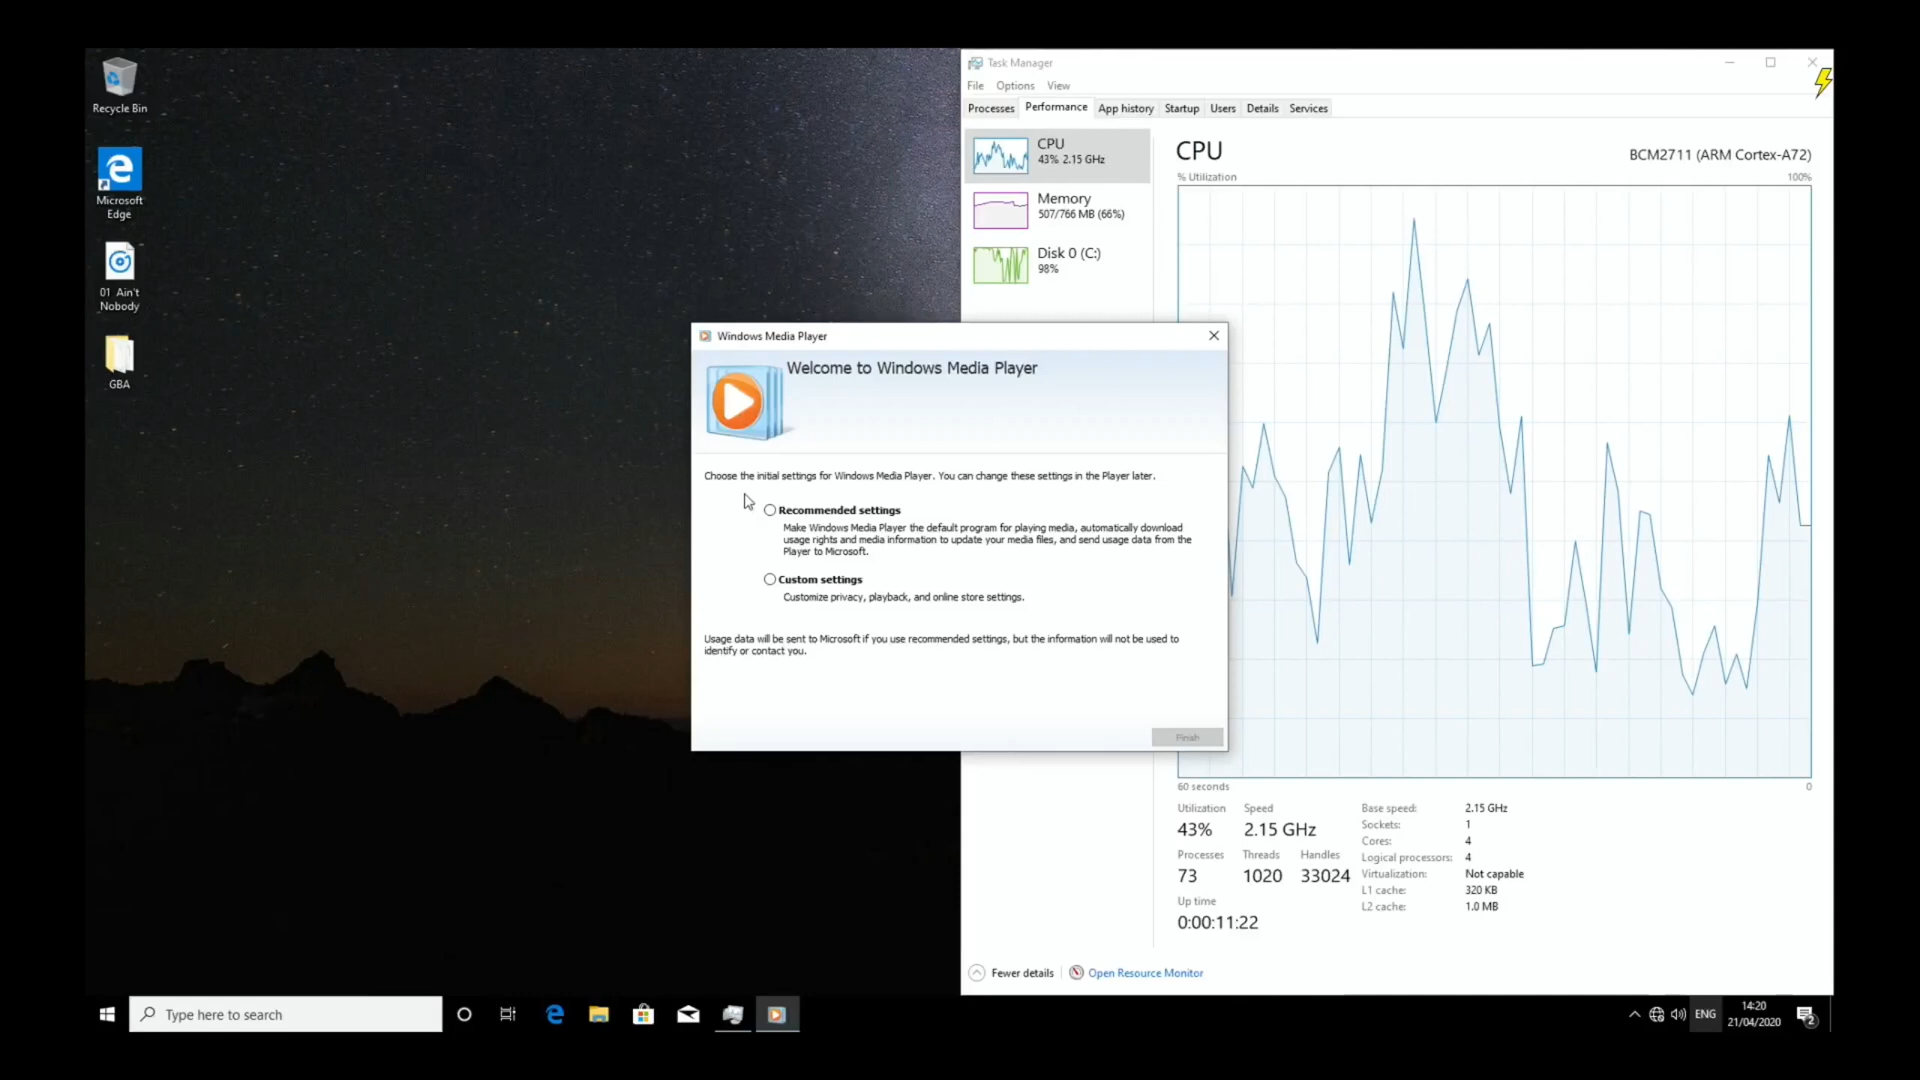 Recycle Bin
Microsoft
Edge
01 Ain't
Nobody
GBA
Task Manager
File Options View
Processes Performance App history Startup Users Details Services
CPU
43% 2.15 GHz
Memory
507/766 MB (66%)
Disk 0 (C:)
98%
CPU
BCM2711 (ARM Cortex-A72)
% Utilization
100%
Windows Media Player
Welcome to Windows Media Player
Choose the initial settings for Windows Media Player. You can change these settings in the Player later.
Recommended settings
Make Windows Media Player the default program for playing media, automatically download
usage rights and media information to update your media files, and send usage data from the
Player to Microsoft.
Custom settings
Customize privacy, playback, and online store settings.
Usage data will be sent to Microsoft if you use recommended settings, but the information will not be used to
identify or contact you.
Finish
60 seconds
0
Utilization Speed
43% 2.15 GHz
Processes Threads Handles
73 1020 33024
Up time
0:00:11:22
Base speed: 2.15 GHz
Sockets: 1
Cores: 4
Logical processors: 4
Virtualization: Not capable
L1 cache: 320 KB
L2 cache: 1.0 MB
Fewer details
Open Resource Monitor
Type here to search
ENG
14:20
21/04/2020
2